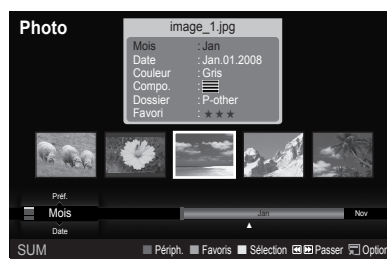 Photo
image_1.jpg
Mois : Jan
Date : Jan.01.2008
Couleur : Gris
Compo. :
Dossier : P-other
Favori : ★★★
Préf.
Mois
Jan
Nov
Date
SUM
Périph. Favoris Sélection Passer Option